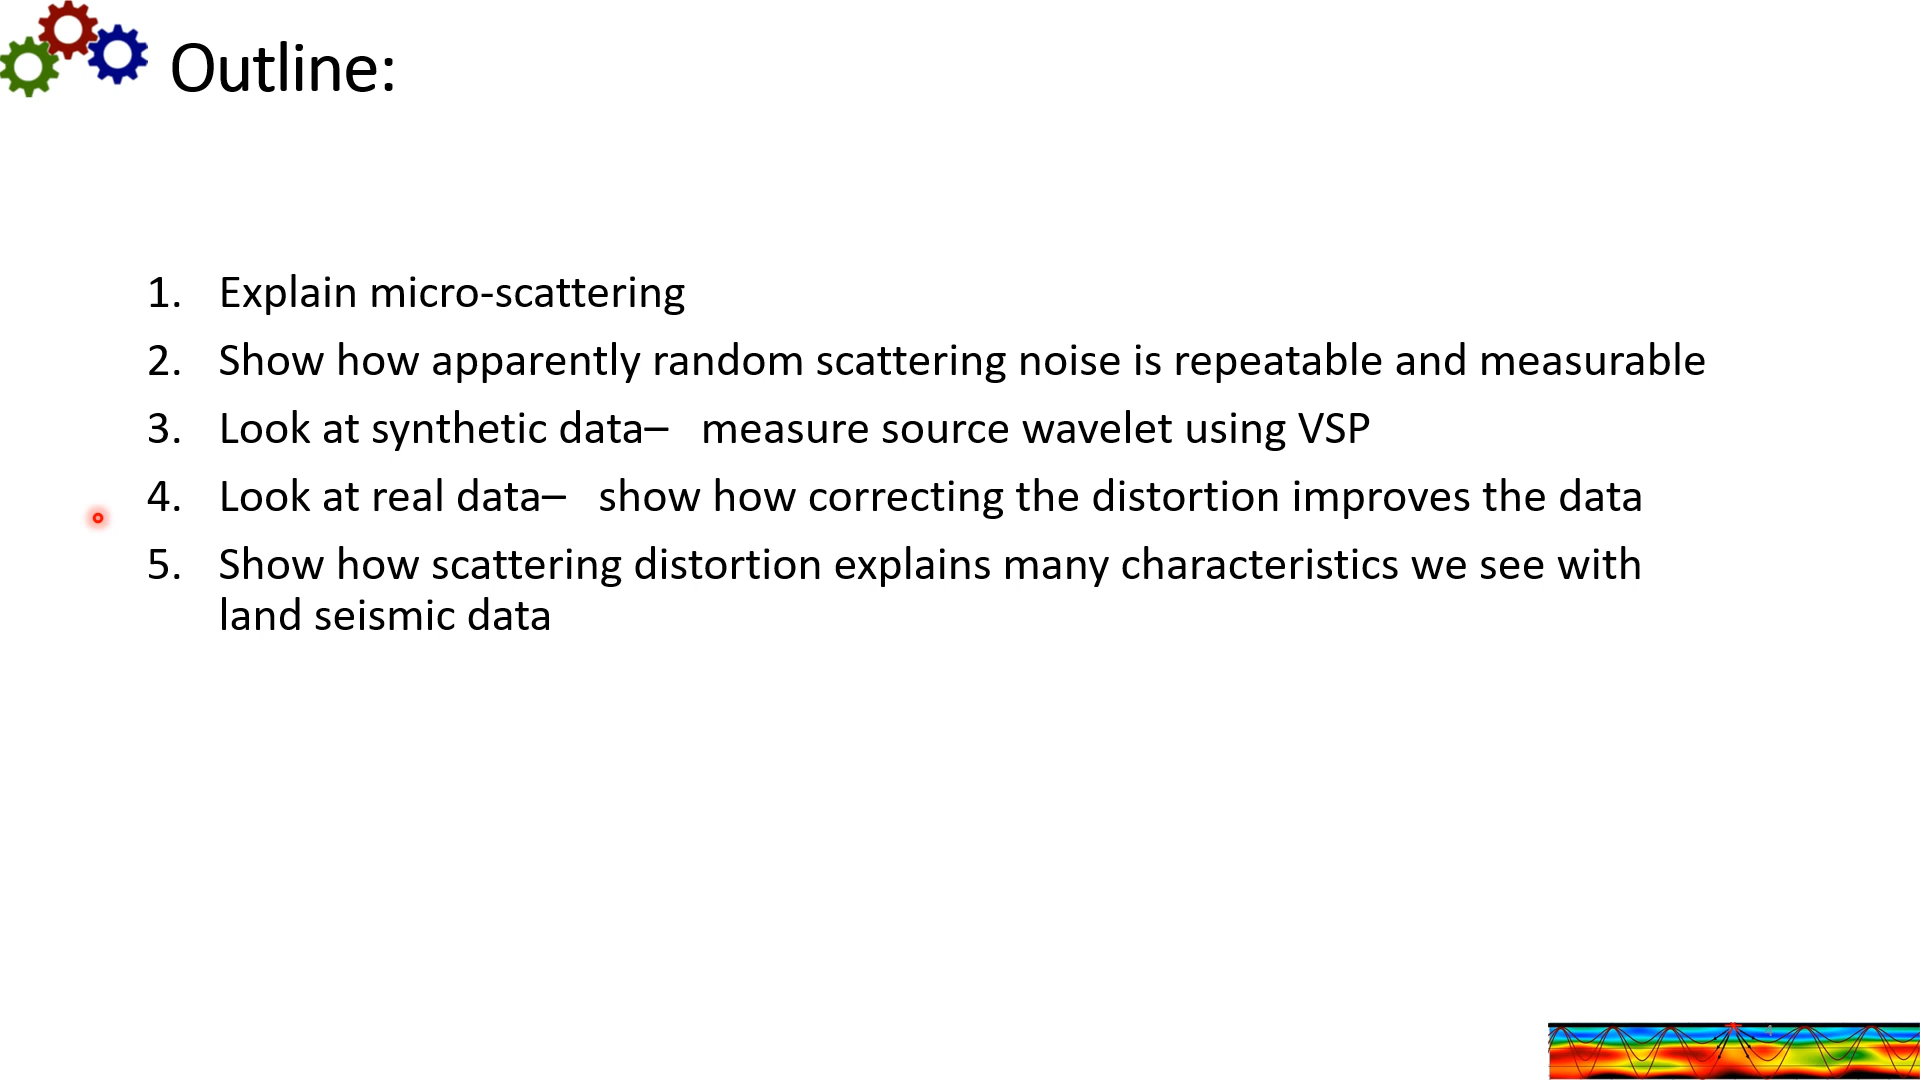 Outline:
1. Explain micro-scattering
2. Show how apparently random scattering noise is repeatable and measurable
3. Look at synthetic data–   measure source wavelet using VSP
4. Look at real data–   show how correcting the distortion improves the data
5. Show how scattering distortion explains many characteristics we see with
land seismic data